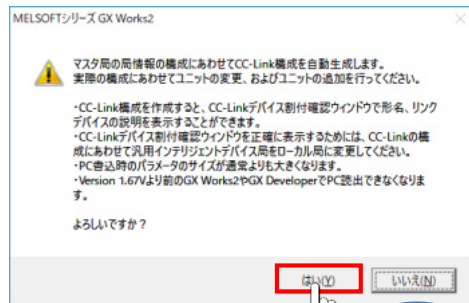 MELSOFTシリーズ GX Works2
マスタ局の局情報の構成にあわせてCC-Link構成を自動生成します。
実際の構成にあわせてユニットの変更、およびユニットの追加を行ってください。
・CC-Link構成を作成すると、CC-Linkデバイス割付確認ウィンドウで形名、リンク
デバイスの説明を表示することができます。
・CC-Linkデバイス割付確認ウィンドウを正確に表示するためには、CC-Linkの構
成にあわせて汎用インテリジェントデバイス局をローカル局に変更してください。
・PC書込時のパラメータのサイズが通常よりも大きくなります。
・Version 1.67Vより前のGX Works2やGX DeveloperでPC読出できなくなりま
す。
よろしいですか？
はい(Y) いいえ(N)